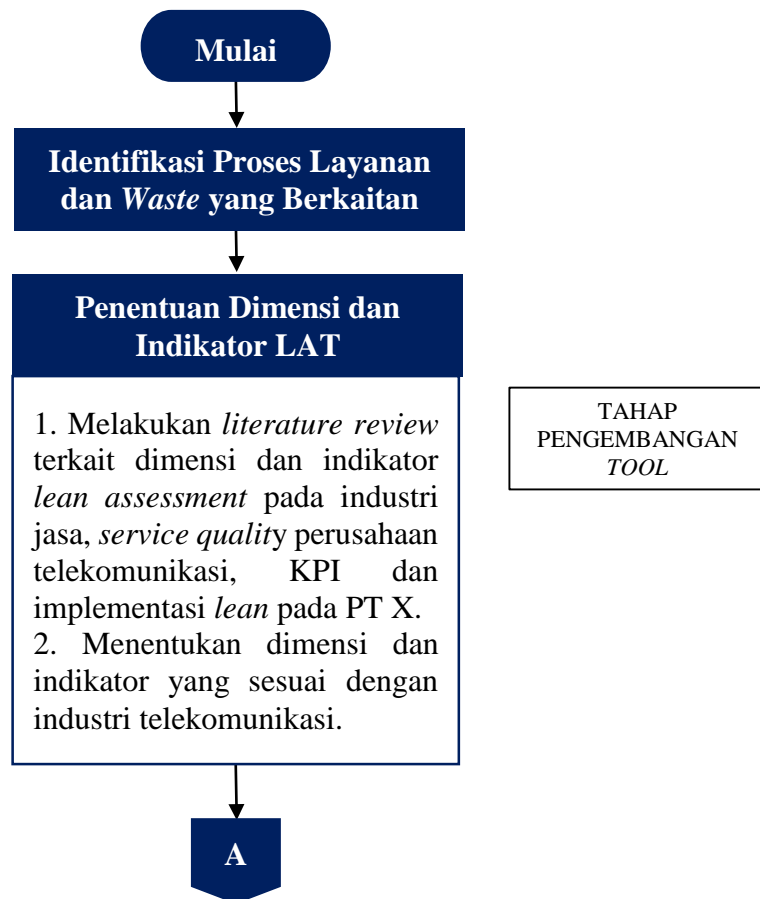 Mulai
Identifikasi Proses Layanan
dan Waste yang Berkaitan
Penentuan Dimensi dan
Indikator LAT
1. Melakukan literature review
terkait dimensi dan indikator
lean assessment pada industri
jasa, service quality perusahaan
telekomunikasi, KPI dan
implementasi lean pada PT X.
2. Menentukan dimensi dan
indikator yang sesuai dengan
industri telekomunikasi.
TAHAP
PENGEMBANGAN
TOOL
A